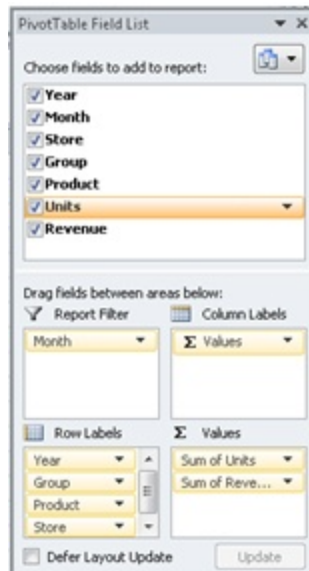 PivotTable Field List
Choose fields to add to report:
Year
Month
Store
Group
Product
Units
Revenue
Drag fields between areas below:
Report Filter
Column Labels
Month
Σ Values
Row Labels
Σ Values
Year
Sum of Units
Group
Sum of Reve...
Product
Store
Defer Layout Update
Update